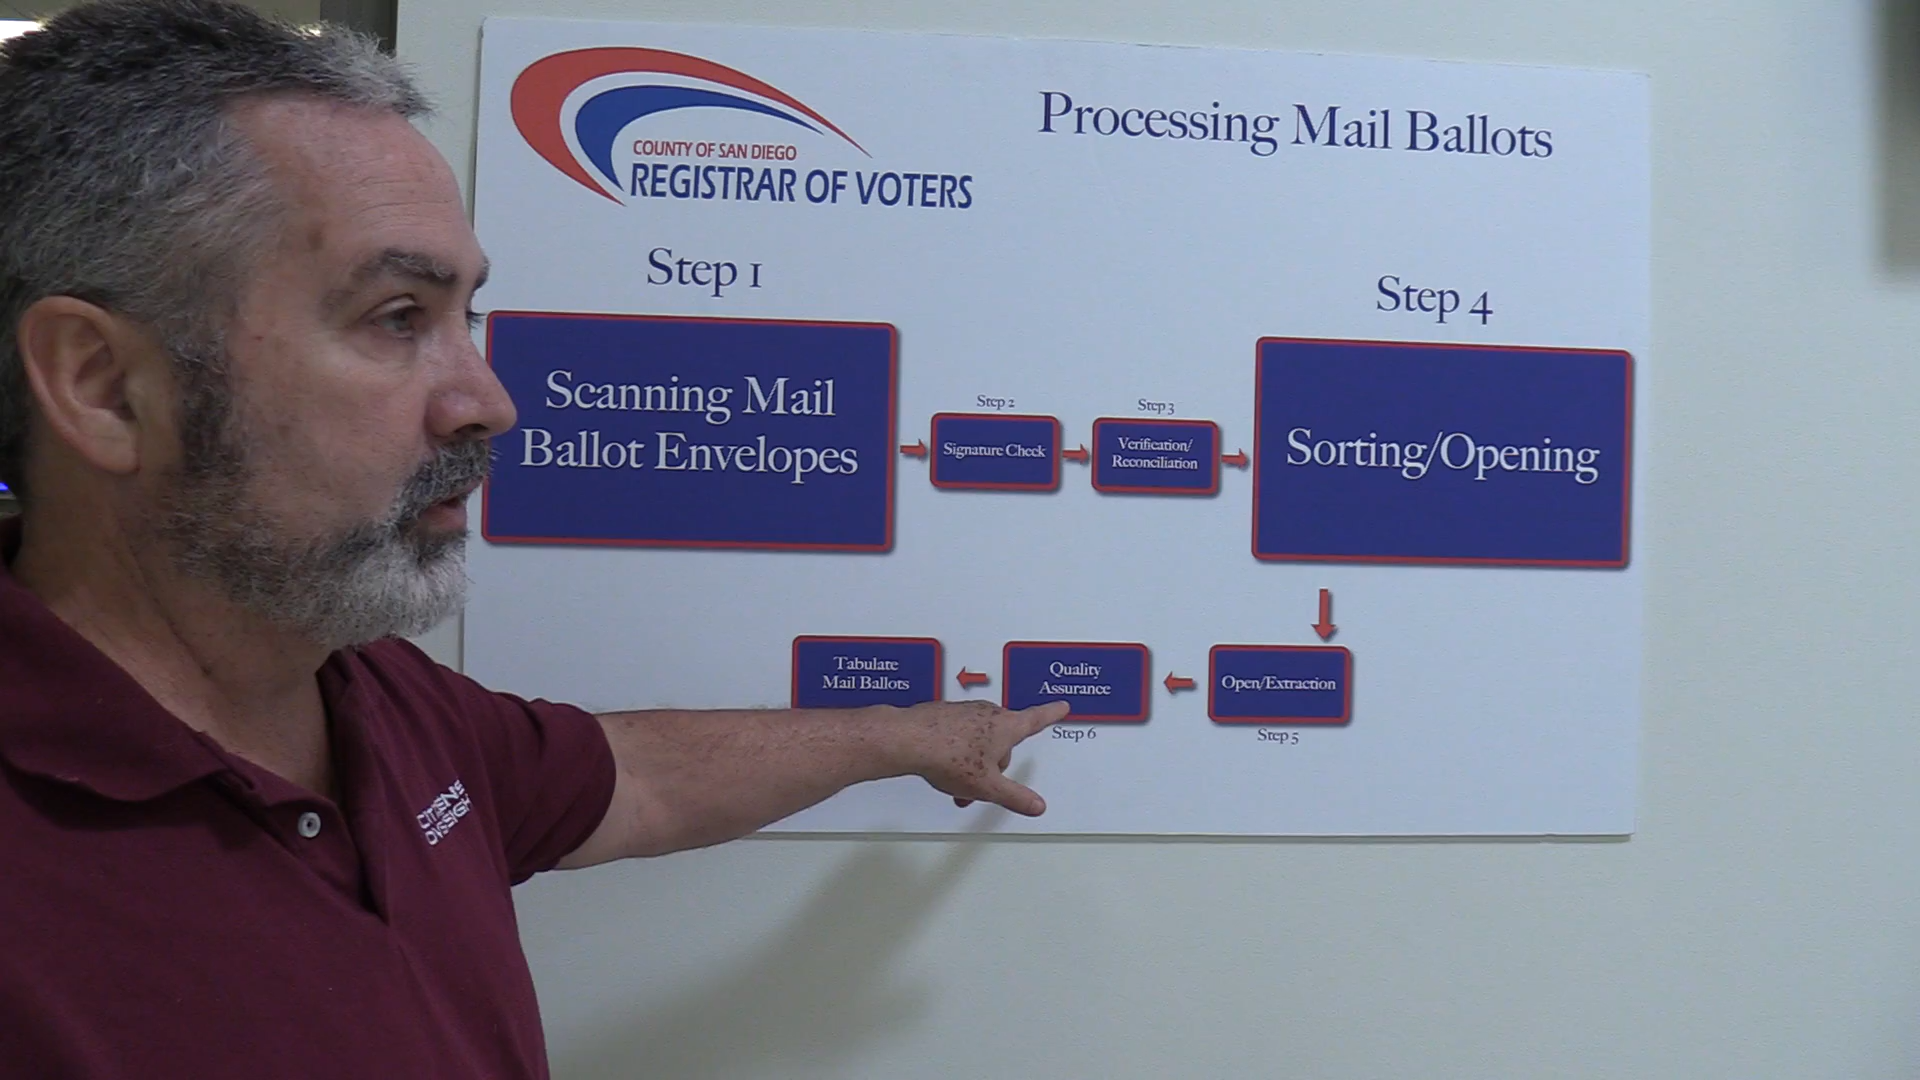 COUNTY OF SAN DIEGO
REGISTRAR OF VOTERS
Processing Mail Ballots
Step 1
Scanning Mail
Ballot Envelopes
Step 2
Signature Check
Step 3
Verification/
Reconciliation
Step 4
Sorting/Opening
Open/Extraction
Step 5
Quality
Assurance
Step 6
Tabulate
Mail Ballots